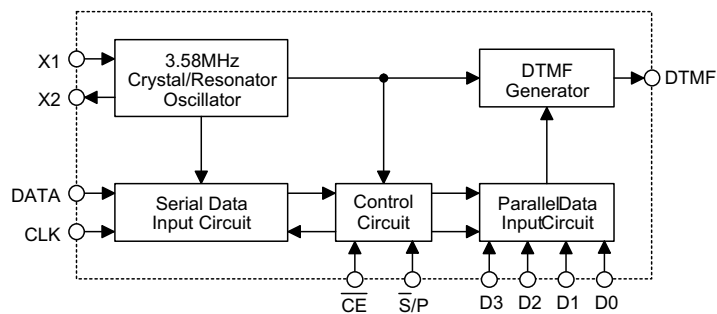 X1
X2
3.58MHz
Crystal/Resonator
Oscillator
DTMF
Generator
DTMF
DATA
CLK
Serial Data
Input Circuit
Control
Circuit
ParallelData
InputCircuit
C̅E̅
S̅/P
D3
D2
D1
D0